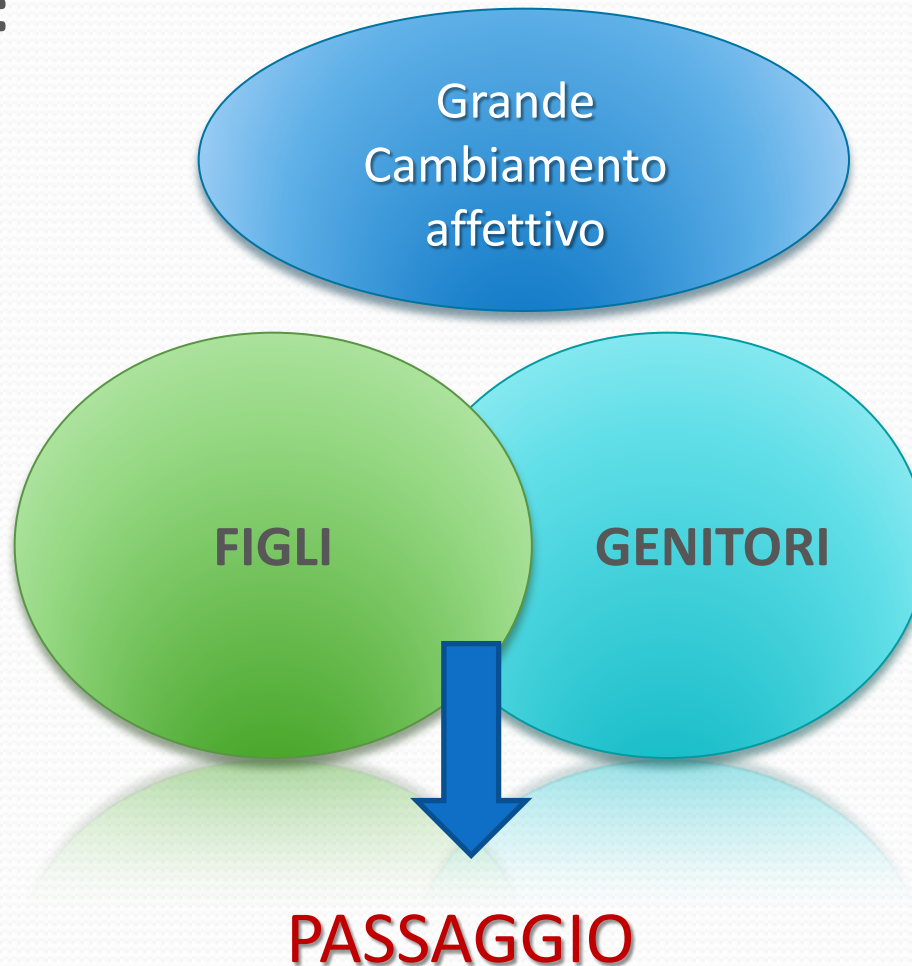 :
Grande
Cambiamento
affettivo
FIGLI
GENITORI
PASSAGGIO